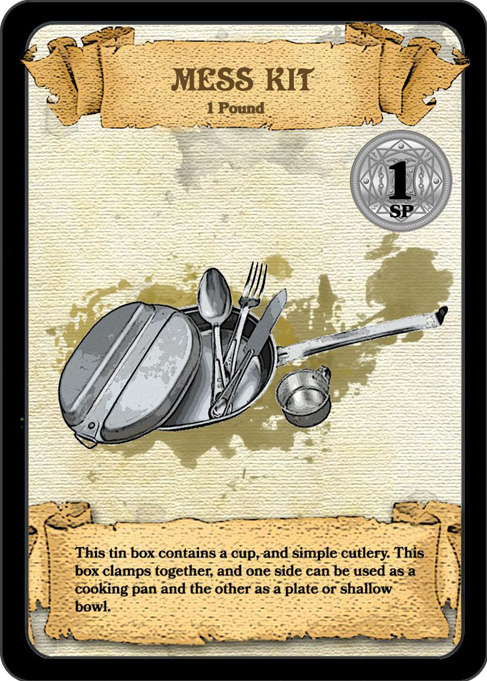 MESS KIT
1 Pound
1
SP
This tin box contains a cup, and simple cutlery. This
box clamps together, and one side can be used as a
cooking pan and the other as a plate or shallow
bowl.